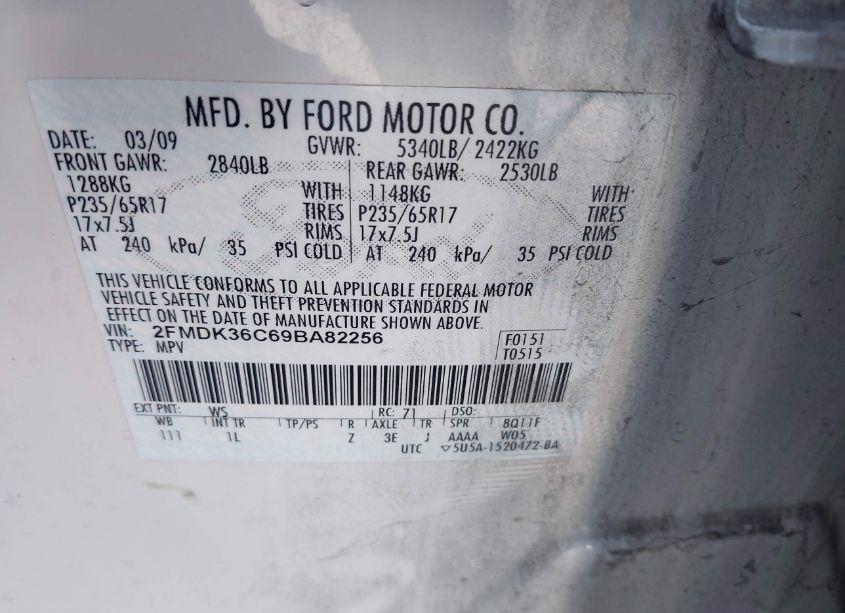 MFD. BY FORD MOTOR CO.
DATE: 03/09 GVWR: 5340LB/ 2422KG
FRONT GAWR: 2840LB REAR GAWR: 2530LB
1288KG WITH 1148KG WITH
P235/65R17 TIRES P235/65R17 TIRES
17x7.5J RIMS 17x7.5J RIMS
AT 240 kPa/ 35 PSI COLD AT 240 kPa/ 35 PSI COLD
THIS VEHICLE CONFORMS TO ALL APPLICABLE FEDERAL MOTOR
VEHICLE SAFETY AND THEFT PREVENTION STANDARDS IN
EFFECT ON THE DATE OF MANUFACTURE SHOWN ABOVE.
VIN: 2FMDK36C69BA82256 F0151
TYPE: MPV T0515
EXT PNT: WS RC: 71 DSO:
WB INT TR TP/PS R AXLE TR SPR 8Q11F
111 1L Z 3E J AAAA W05
UTC ▽5U5A-1520472-BA